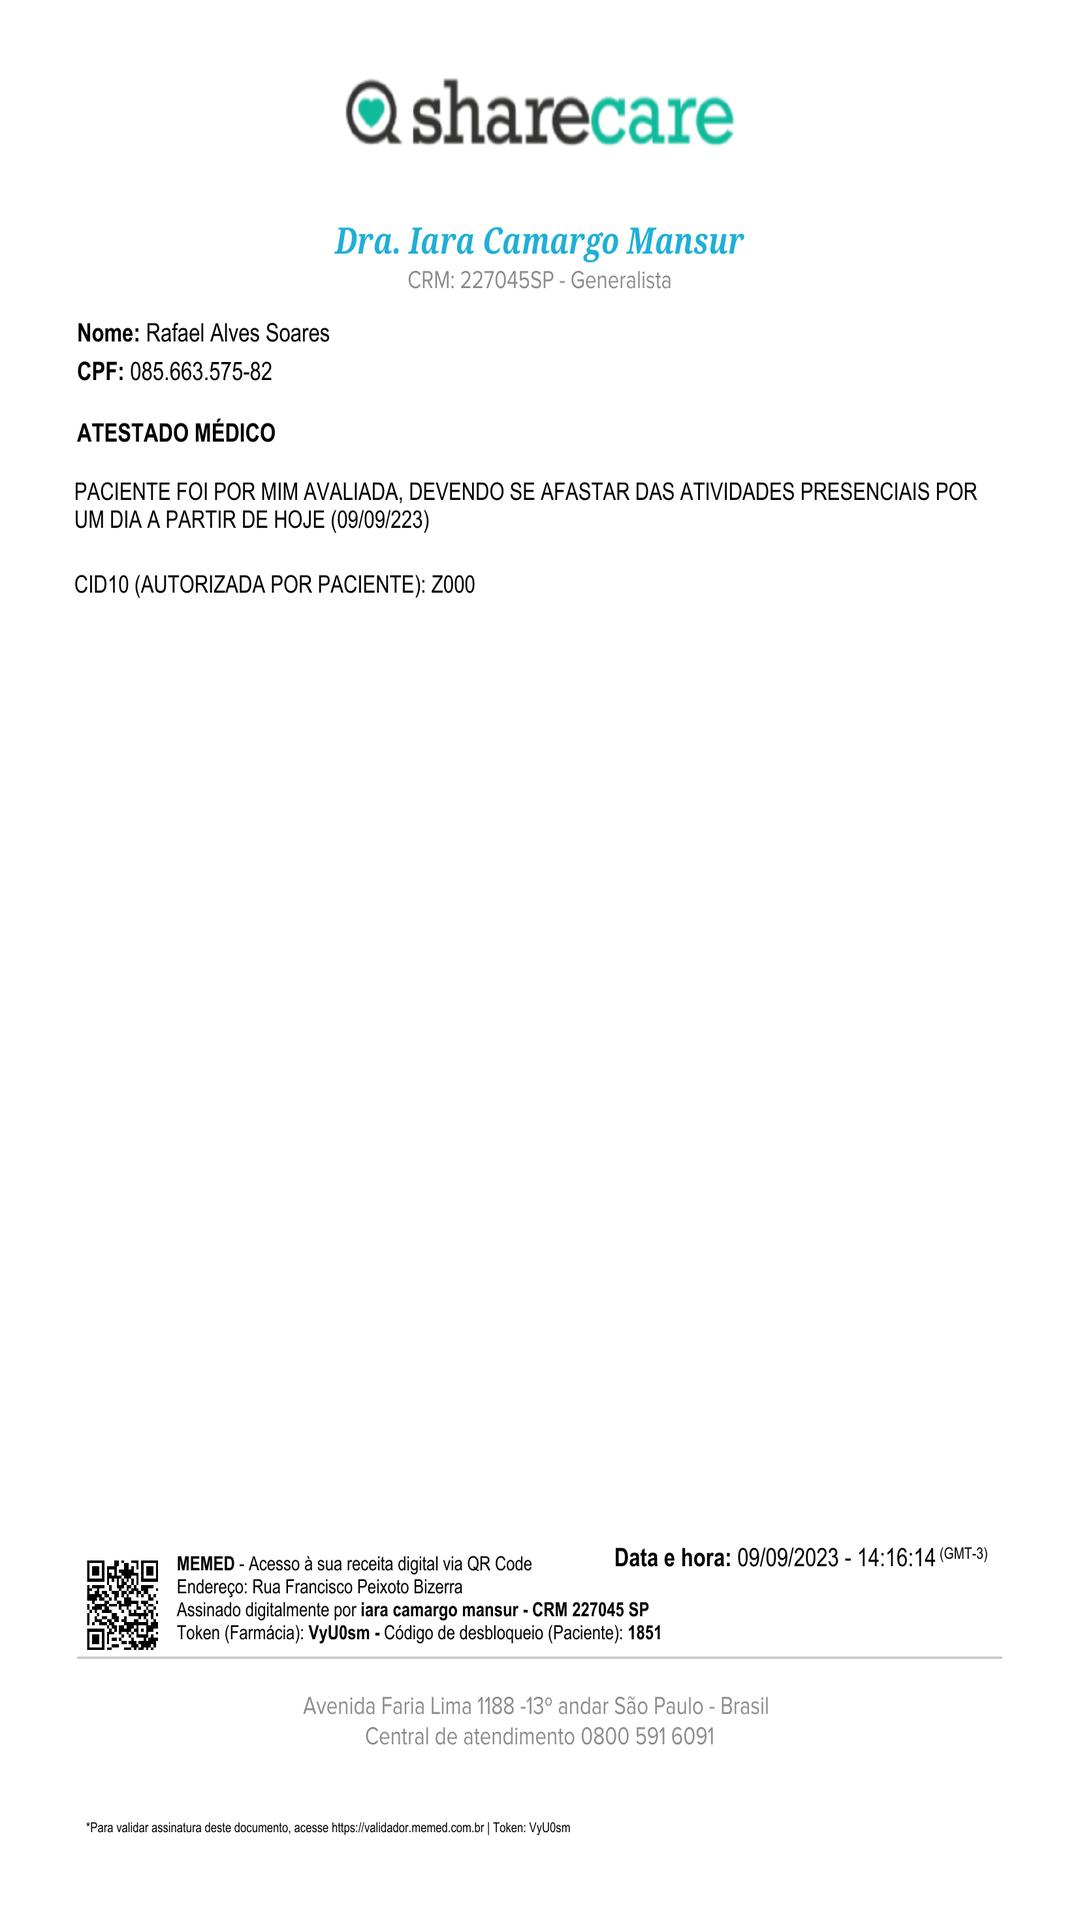 sharecare
Dra. Iara Camargo Mansur
CRM: 227045SP - Generalista
Nome: Rafael Alves Soares
CPF: 085.663.575-82
ATESTADO MÉDICO
PACIENTE FOI POR MIM AVALIADA, DEVENDO SE AFASTAR DAS ATIVIDADES PRESENCIAIS POR
UM DIA A PARTIR DE HOJE (09/09/223)
CID10 (AUTORIZADA POR PACIENTE): Z000
MEMED - Acesso à sua receita digital via QR Code
Endereço: Rua Francisco Peixoto Bizerra
Assinado digitalmente por iara camargo mansur - CRM 227045 SP
Token (Farmácia): VyU0sm - Código de desbloqueio (Paciente): 1851
Data e hora: 09/09/2023 - 14:16:14 (GMT-3)
Avenida Faria Lima 1188 -13º andar São Paulo - Brasil
Central de atendimento 0800 591 6091
*Para validar assinatura deste documento, acesse https://validador.memed.com.br | Token: VyU0sm